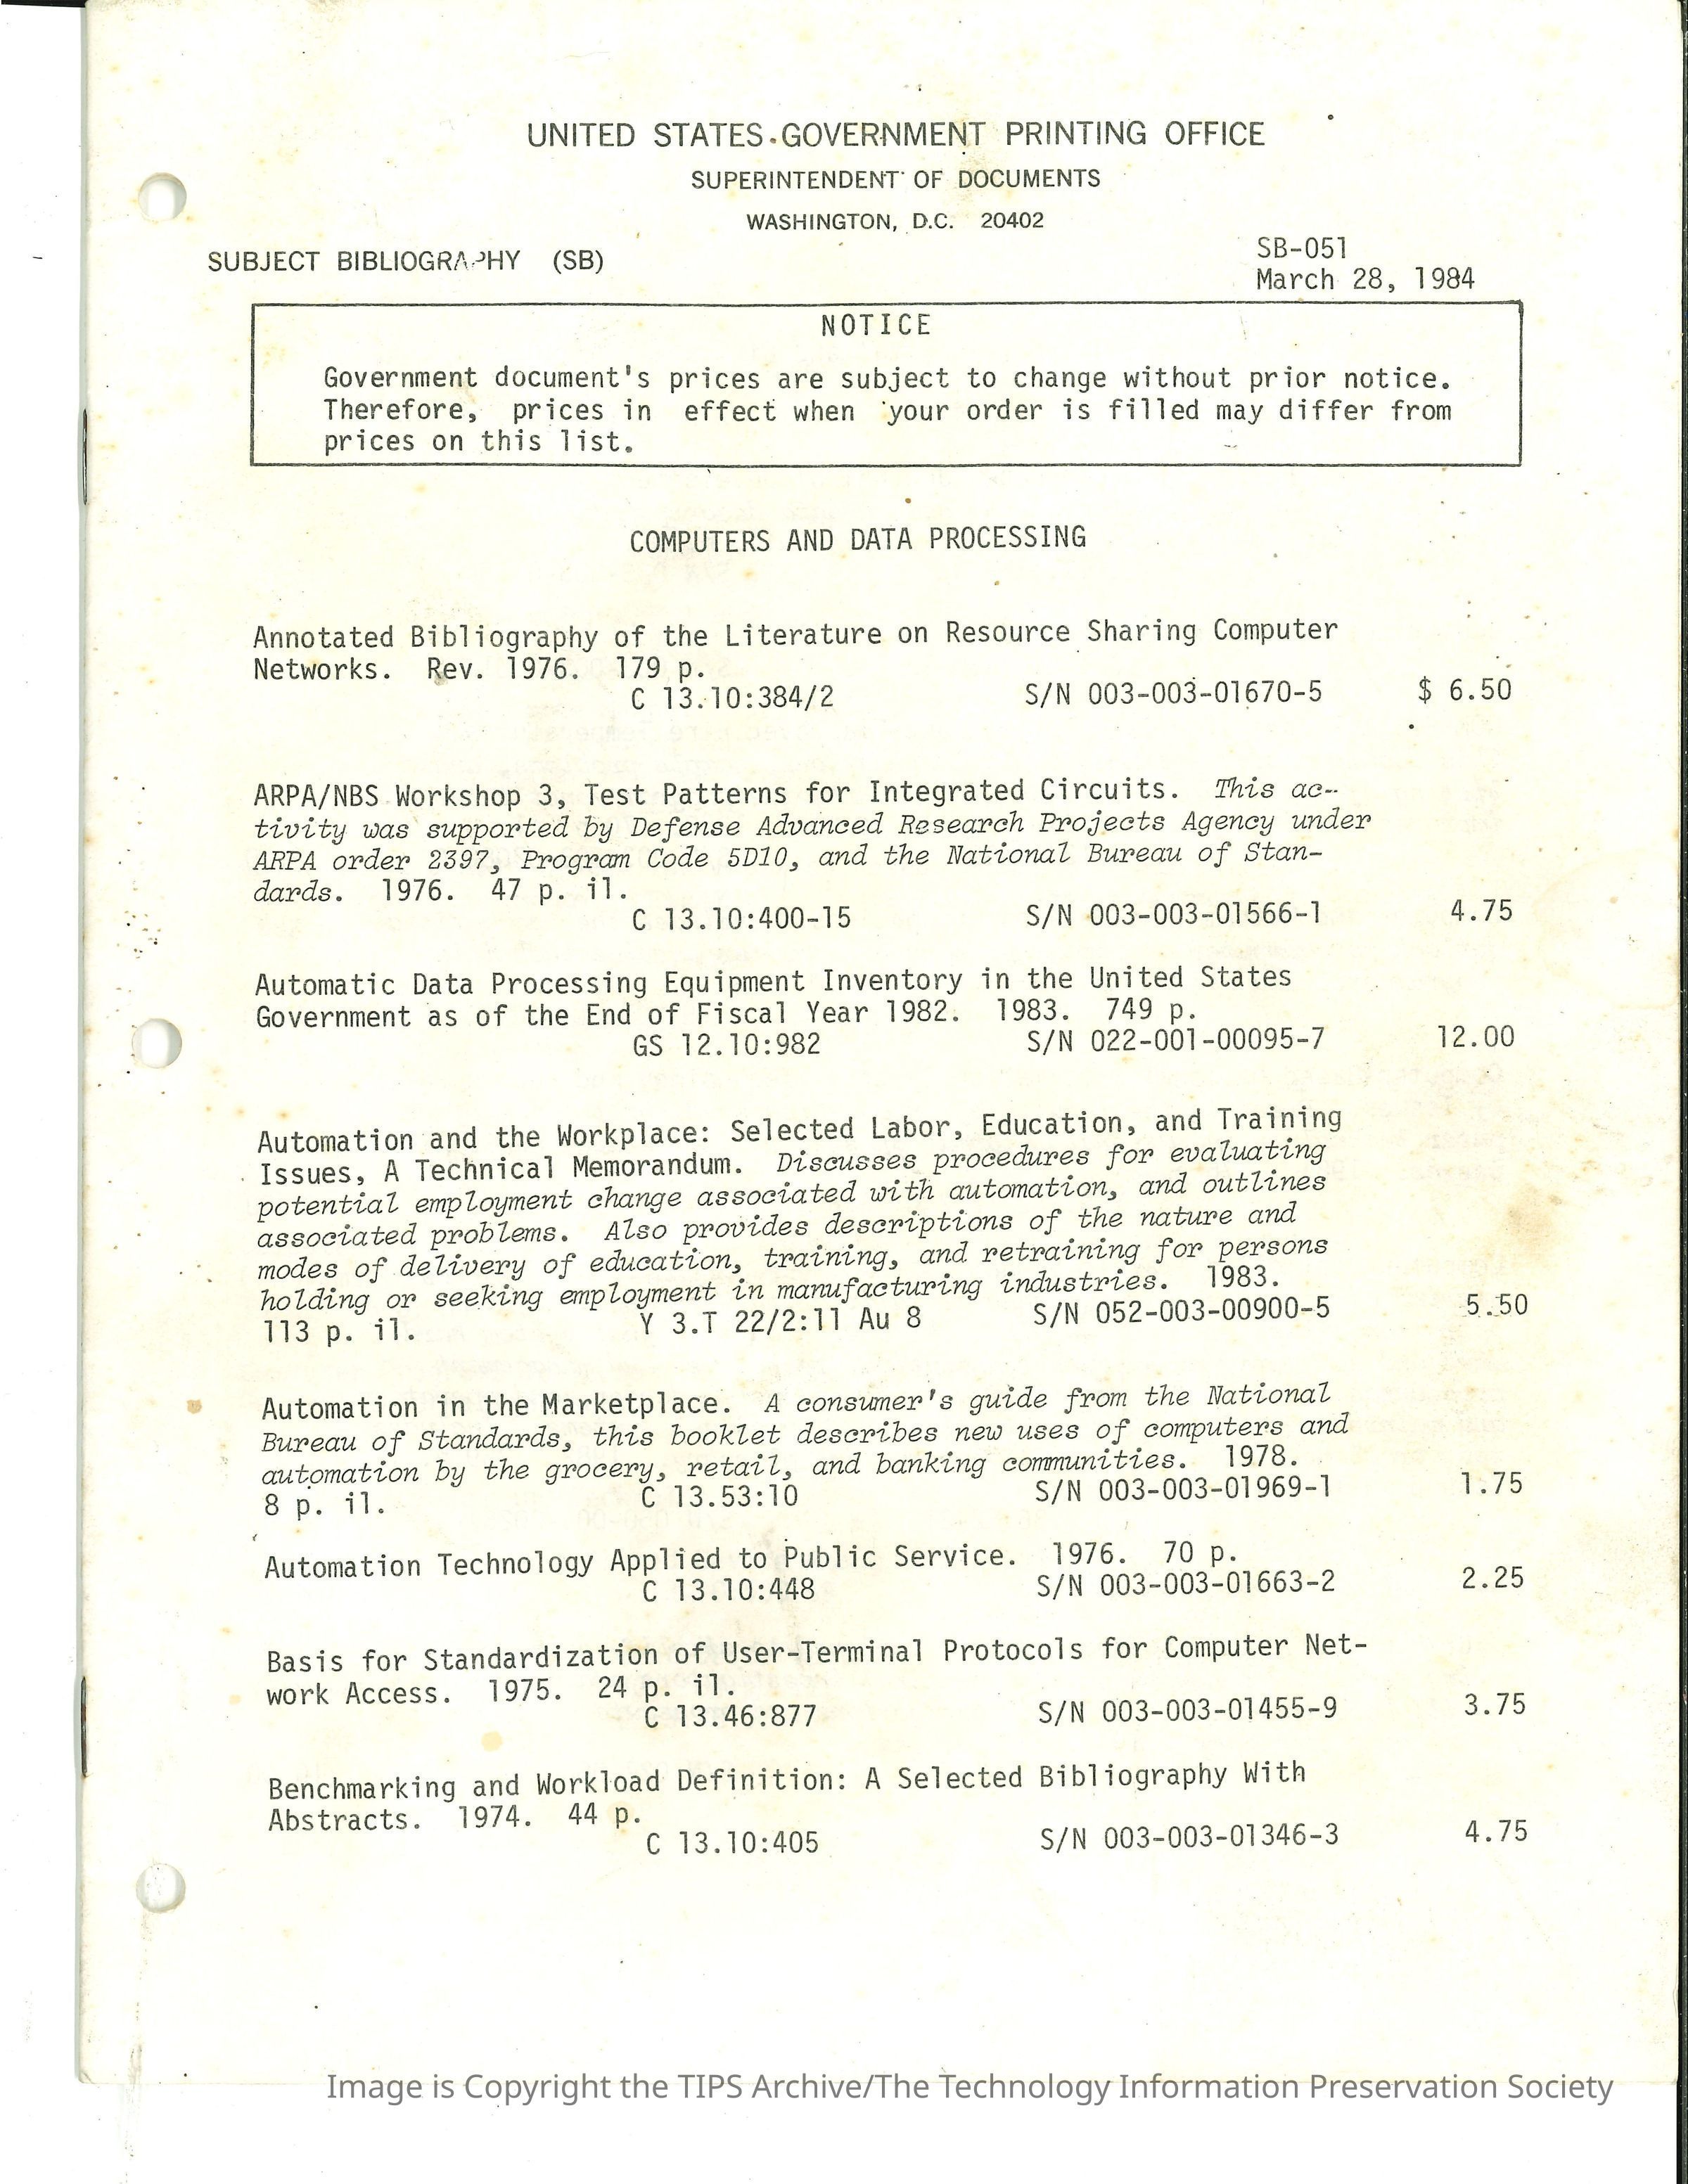 UNITED STATES GOVERNMENT PRINTING OFFICE
SUPERINTENDENT OF DOCUMENTS
WASHINGTON, D.C. 20402
SUBJECT BIBLIOGRAPHY (SB)
SB-051
March 28, 1984
NOTICE
Government document's prices are subject to change without prior notice.
Therefore, prices in effect when your order is filled may differ from
prices on this list.
COMPUTERS AND DATA PROCESSING
Annotated Bibliography of the Literature on Resource Sharing Computer
Networks. Rev. 1976. 179 p.
C 13.10:384/2 S/N 003-003-01670-5 $ 6.50
ARPA/NBS Workshop 3, Test Patterns for Integrated Circuits. This ac-
tivity was supported by Defense Advanced Research Projects Agency under
ARPA order 2397, Program Code 5D10, and the National Bureau of Stan-
dards. 1976. 47 p. il.
C 13.10:400-15 S/N 003-003-01566-1 4.75
Automatic Data Processing Equipment Inventory in the United States
Government as of the End of Fiscal Year 1982. 1983. 749 p.
GS 12.10:982 S/N 022-001-00095-7 12.00
Automation and the Workplace: Selected Labor, Education, and Training
Issues, A Technical Memorandum. Discusses procedures for evaluating
potential employment change associated with automation, and outlines
associated problems. Also provides descriptions of the nature and
modes of delivery of education, training, and retraining for persons
holding or seeking employment in manufacturing industries. 1983.
113 p. il. Y 3.T 22/2:11 Au 8 S/N 052-003-00900-5 5.50
Automation in the Marketplace. A consumer's guide from the National
Bureau of Standards, this booklet describes new uses of computers and
automation by the grocery, retail, and banking communities. 1978.
8 p. il. C 13.53:10 S/N 003-003-01969-1 1.75
Automation Technology Applied to Public Service. 1976. 70 p.
C 13.10:448 S/N 003-003-01663-2 2.25
Basis for Standardization of User-Terminal Protocols for Computer Net-
work Access. 1975. 24 p. il.
C 13.46:877 S/N 003-003-01455-9 3.75
Benchmarking and Workload Definition: A Selected Bibliography With
Abstracts. 1974. 44 p.
C 13.10:405 S/N 003-003-01346-3 4.75
Image is Copyright the TIPS Archive/The Technology Information Preservation Society